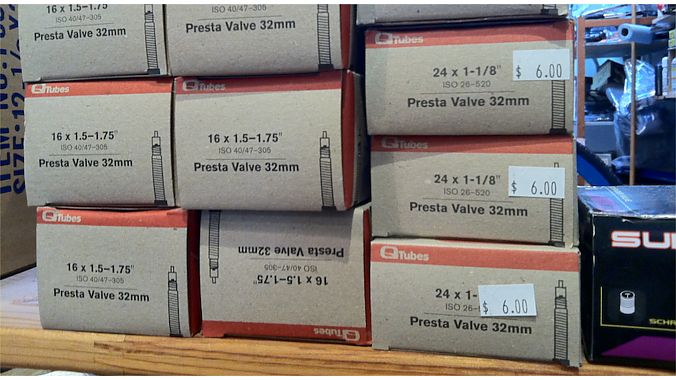 16 x 1.5-1.75"
ISO 40/47-305
Presta Valve 32mm
ISO 40/47-305
Presta Valve 32mm
QTubes
24 x 1-1/8"
$ 6.00
ISO 26-520
Presta Valve 32mm
QTubes
16 x 1.5-1.75"
ISO 40/47-305
Presta Valve 32mm
QTubes
16 x 1.5-1.75"
ISO 40/47-305
Presta Valve 32mm
QTubes
24 x 1-1/8"
$ 6.00
ISO 26-520
Presta Valve 32mm
QTubes
16 x 1.5-1.75"
ISO 40/47-305
Presta Valve 32mm
QTubes
16 x 1.5-1.75"
ISO 40/47-305
Presta Valve 32mm
QTubes
24 x 1-
$ 6.00
ISO 26-
Presta Valve 32mm
ITEM NO.:
SIZE:
SU
SCHR